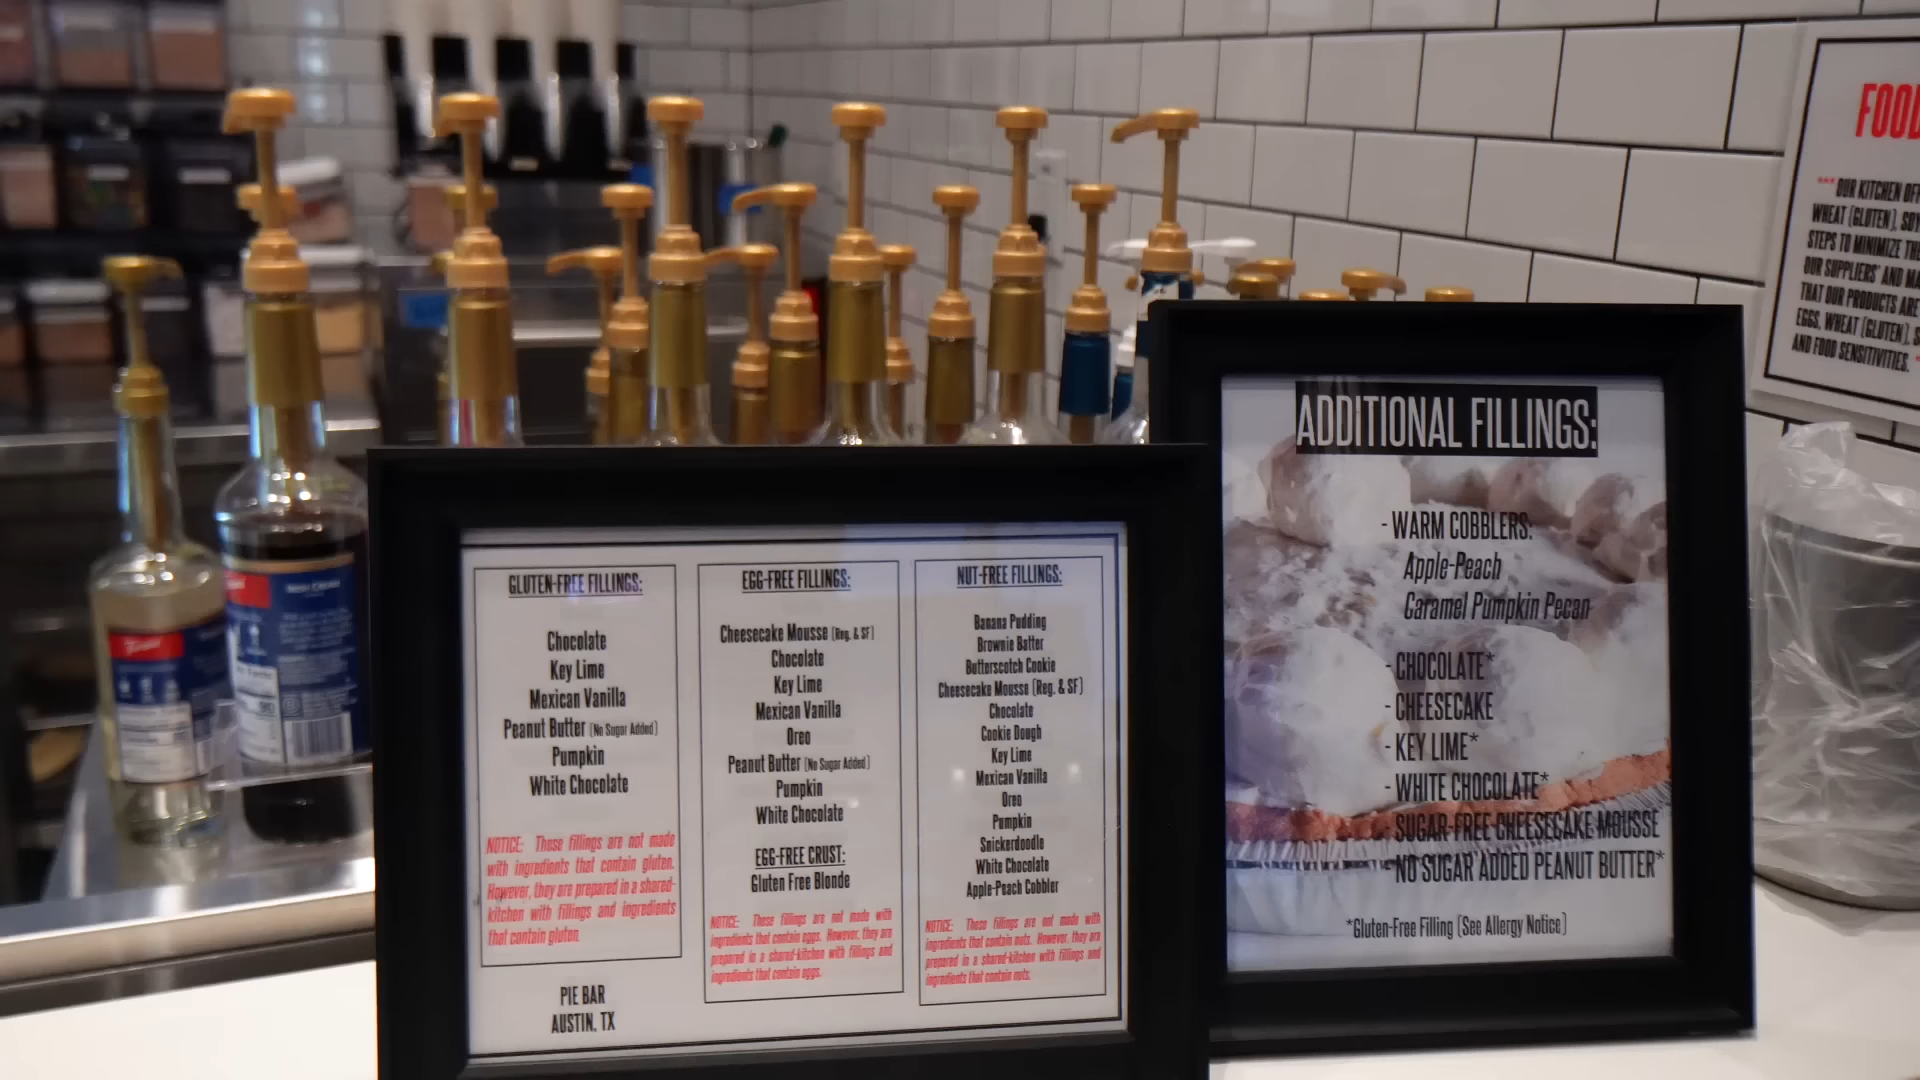 GLUTEN-FREE FILLINGS:
Chocolate
Key Lime
Mexican Vanilla
Peanut Butter (No Sugar Added)
Pumpkin
White Chocolate
NOTICE: These fillings are not made
with ingredients that contain gluten.
However, they are prepared in a shared-
kitchen with fillings and ingredients
that contain gluten.
PIE BAR
AUSTIN, TX
EGG-FREE FILLINGS:
Cheesecake Mousse (Reg. & SF)
Chocolate
Key Lime
Mexican Vanilla
Oreo
Peanut Butter (No Sugar Added)
Pumpkin
White Chocolate
EGG-FREE CRUST:
Gluten Free Blonde
NOTICE: These fillings are not made with
ingredients that contain eggs. However, they are
prepared in a shared-kitchen with fillings and
ingredients that contain eggs.
NUT-FREE FILLINGS:
Banana Pudding
Brownie Batter
Butterscotch Cookie
Cheesecake Mousse (Reg. & SF)
Chocolate
Cookie Dough
Key Lime
Mexican Vanilla
Oreo
Pumpkin
Snickerdoodle
White Chocolate
Apple-Peach Cobbler
NOTICE: These fillings are not made with
ingredients that contain nuts. However, they are
prepared in a shared-kitchen with fillings and
ingredients that contain nuts.
ADDITIONAL FILLINGS:
- WARM COBBLERS:
Apple-Peach
Caramel Pumpkin Pecan
- CHOCOLATE*
- CHEESECAKE
- KEY LIME*
- WHITE CHOCOLATE*
- SUGAR-FREE CHEESECAKE MOUSSE
- NO SUGAR ADDED PEANUT BUTTER*
*Gluten-Free Filling (See Allergy Notice)
FOOD
***OUR KITCHEN OF
WHEAT (GLUTEN), SOY
STEPS TO MINIMIZE THE
OUR SUPPLIERS' AND MA
THAT OUR PRODUCTS ARE
EGGS, WHEAT (GLUTEN), S
AND FOOD SENSITIVITIES.